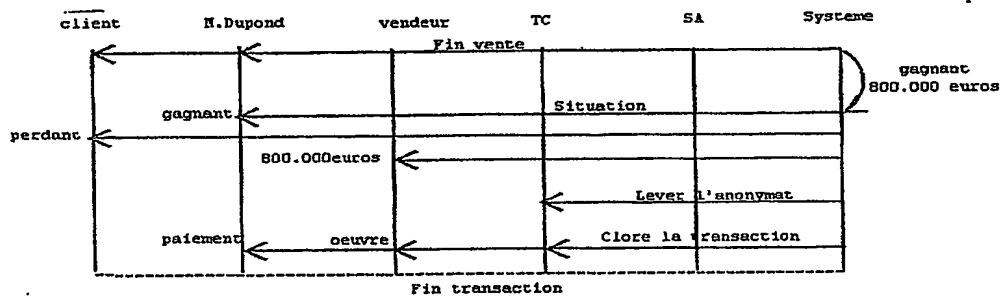 client N.Dupond vendeur TC SA Systeme
Fin vente
gagnant
800.000 euros
gagnant Situation
perdant
800.000euros
Lever l'anonymat
paiement oeuvre Clore la transaction
Fin transaction